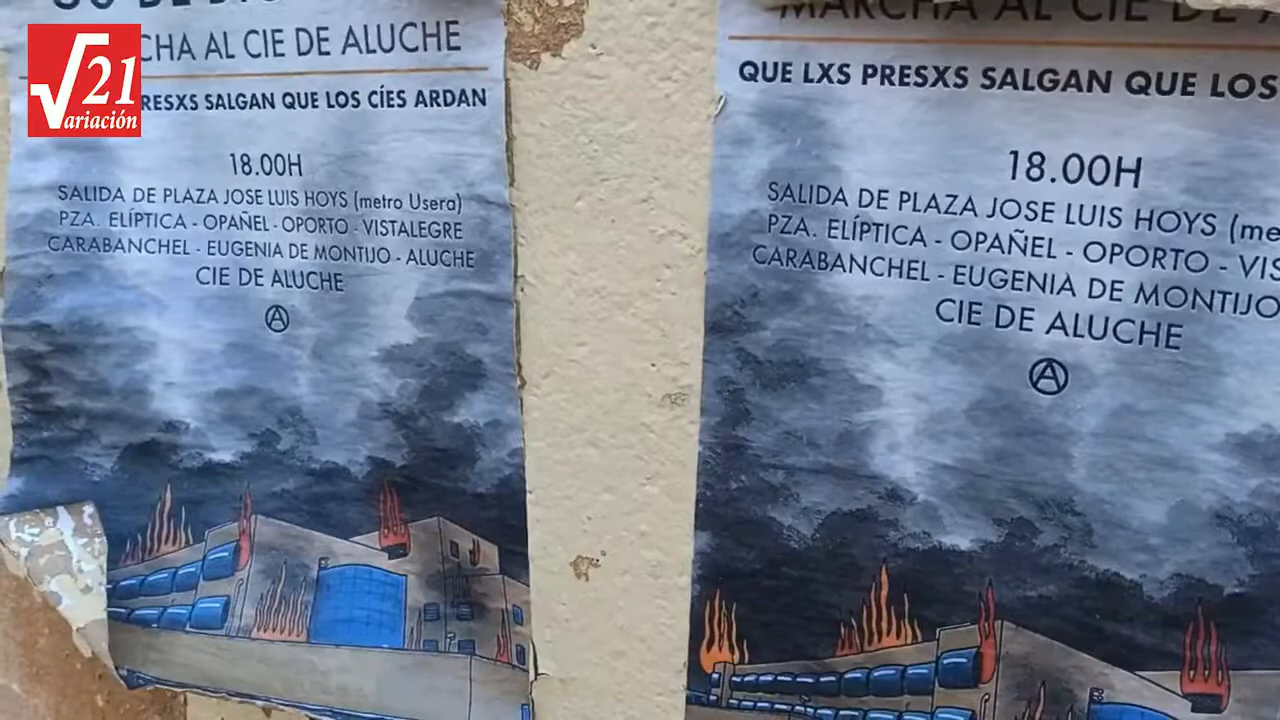 √21
ariación
CHA AL CIE DE ALUCHE
PRESXS SALGAN QUE LOS CÍES ARDAN
18.00H
SALIDA DE PLAZA JOSE LUIS HOYS (metro Usera)
PZA. ELÍPTICA - OPAÑEL - OPORTO - VISTALEGRE
CARABANCHEL - EUGENIA DE MONTIJO - ALUCHE
CIE DE ALUCHE
A
MARCHA AL CIE DE A
QUE LXS PRESXS SALGAN QUE LOS
18.00H
SALIDA DE PLAZA JOSE LUIS HOYS (me
PZA. ELÍPTICA - OPAÑEL - OPORTO - VIS
CARABANCHEL - EUGENIA DE MONTIJO
CIE DE ALUCHE
A